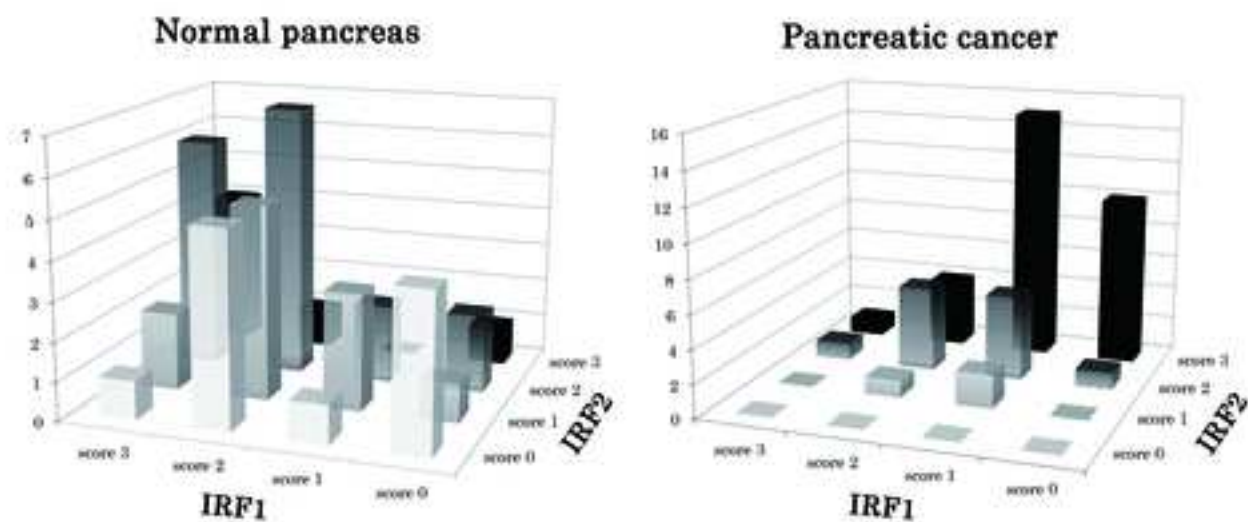 Normal pancreas
7
6
5
4
3
2
1
0
score 3
score 2
score 1
score 0
IRF1
score 3
score 2
score 1
score 0
IRF2
Pancreatic cancer
16
14
12
10
8
6
4
2
0
score 3
score 2
score 1
score 0
IRF1
score 3
score 2
score 1
score 0
IRF2